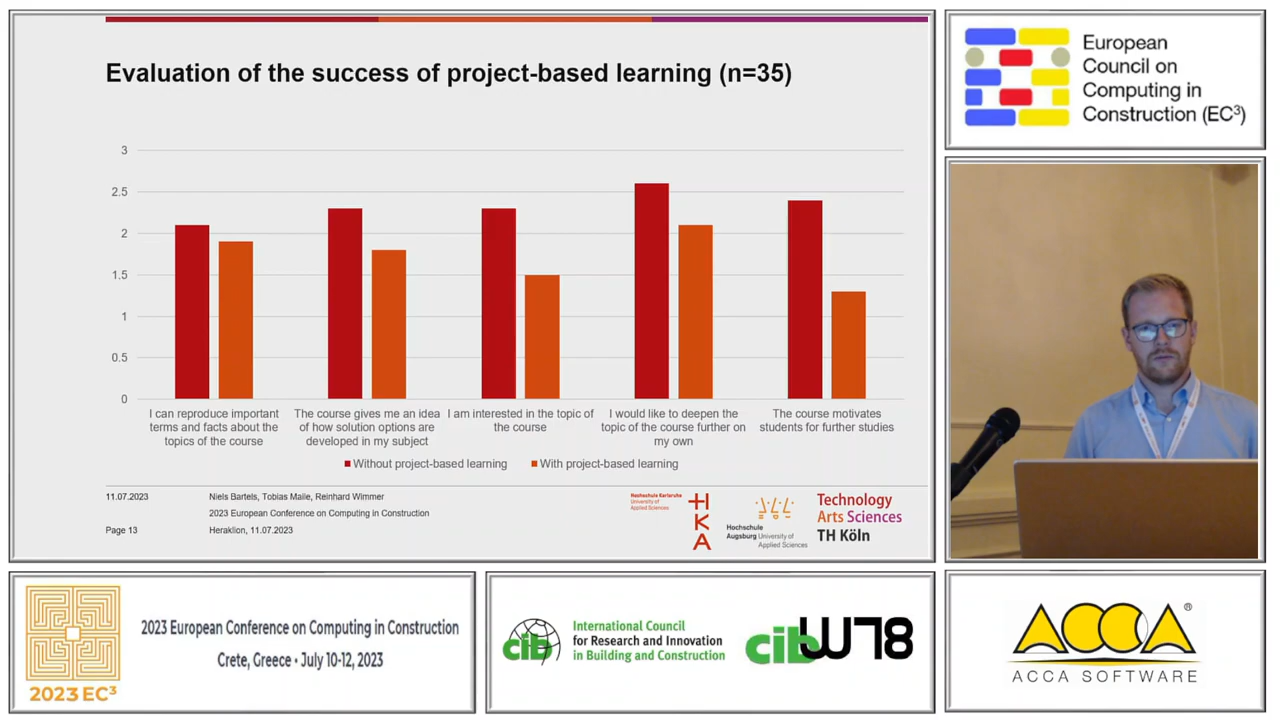 Evaluation of the success of project-based learning (n=35)
3
2.5
2
1.5
1
0.5
0
I can reproduce important
terms and facts about the
topics of the course
The course gives me an idea
of how solution options are
developed in my subject
I am interested in the topic of
the course
I would like to deepen the
topic of the course further on
my own
The course motivates
students for further studies
Without project-based learning
With project-based learning
11.07.2023
Niels Bartels, Tobias Maile, Reinhard Wimmer
2023 European Conference on Computing in Construction
Page 13
Heraklion, 11.07.2023
Hochschule Karlsruhe
University of
Applied Sciences
H
K
A
Hochschule
Augsburg University of
Applied Sciences
Technology
Arts Sciences
TH Köln
European
Council on
Computing in
Construction (EC³)
2023 EC³
2023 European Conference on Computing in Construction
Crete, Greece • July 10-12, 2023
cib
International Council
for Research and Innovation
in Building and Construction
cib W78
ACCA ®
ACCA SOFTWARE